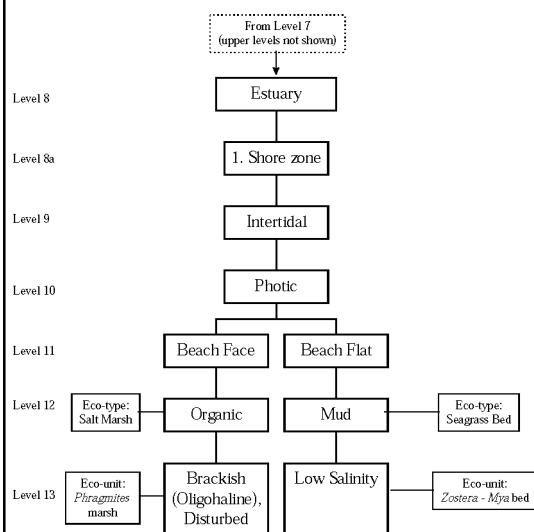 From Level 7
(upper levels not shown)
Level 8
Estuary
Level 8a
1. Shore zone
Level 9
Intertidal
Level 10
Photic
Level 11
Beach Face
Beach Flat
Level 12
Eco-type:
Salt Marsh
Organic
Mud
Eco-type:
Seagrass Bed
Level 13
Eco-unit:
Phragmites
marsh
Brackish
(Oligohaline),
Disturbed
Low Salinity
Eco-unit:
Zostera - Mya bed